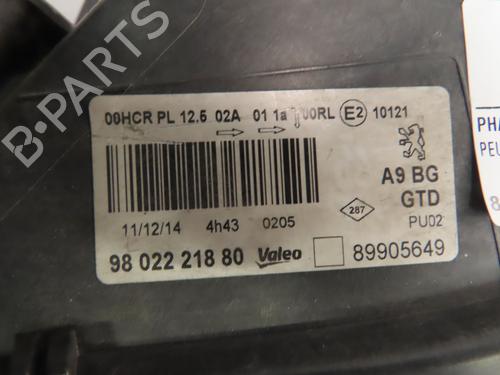 00HCR PL 12.5 02A 01 1a 00RL E2 10121
A9 BG
GTD
287
PU02
11/12/14 4h43 0205
98 022 218 80 Valeo 89905649
PHA
PEU
8
B-PARTS